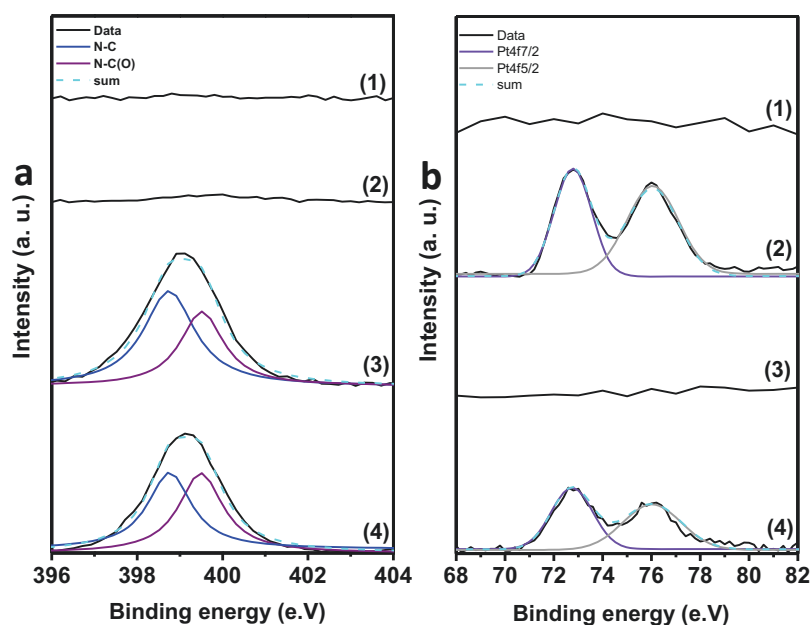 a
Data
N-C
N-C(O)
sum
(1)
(2)
(3)
(4)
Intensity (a. u.)
396 398 400 402 404
Binding energy (e.V)
b
Data
Pt4f7/2
Pt4f5/2
sum
(1)
(2)
(3)
(4)
Intensity (a. u.)
68 70 72 74 76 78 80 82
Binding energy (e.V)